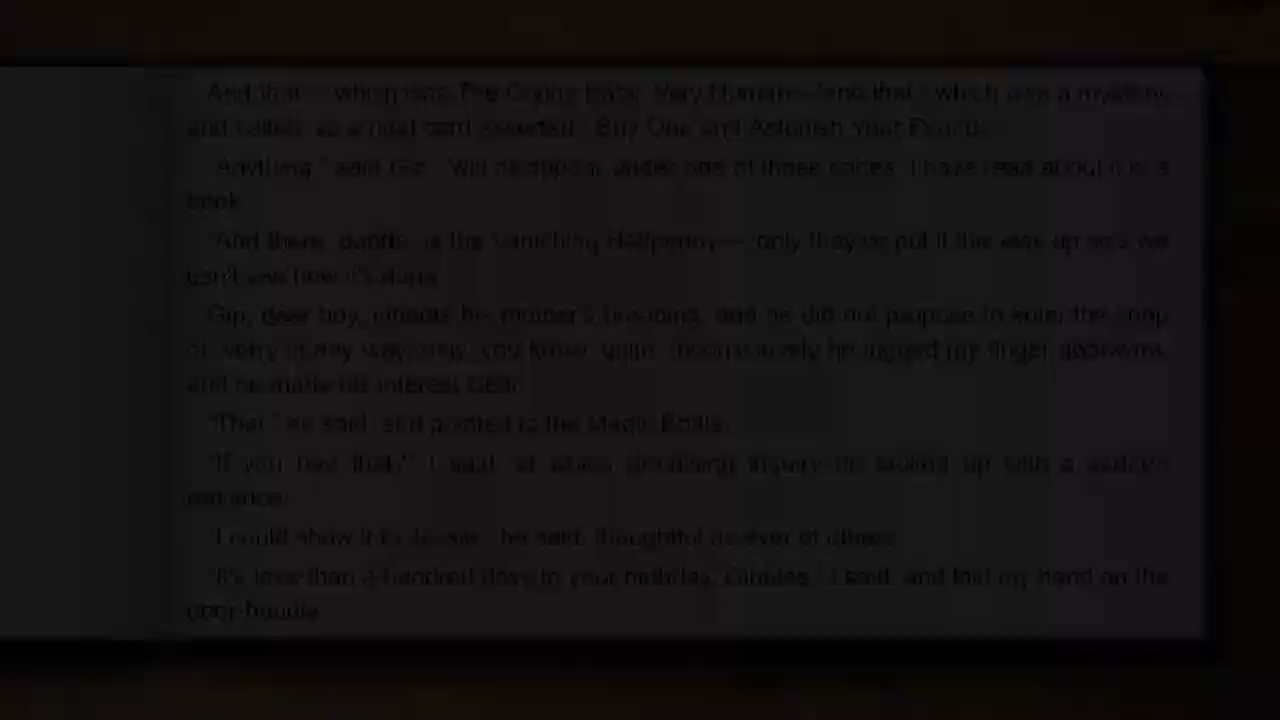 And that," which was The Crying Baby, Very Human—"and that," which was a mystery,
and called, so a neat card asserted, "Buy One and Astonish Your Friends."
"Anything," said Gip, "will disappear under one of those cones. I have read about it in a
book.
"And there, dadda, is the Vanishing Halfpenny— only they've put it this way up so's we
can't see how it's done."
Gip, dear boy, inherits his mother's breeding, and he did not propose to enter the shop
or worry in any way; only, you know, quite unconsciously he lugged my finger doorward,
and he made his interest clear.
"That," he said, and pointed to the Magic Bottle.
"If you had that?" I said; at which promising inquiry he looked up with a sudden
radiance.
"I could show it to Jessie," he said, thoughtful as ever of others.
"It's less than a hundred days to your birthday, Gibbles," I said, and laid my hand on the
door-handle.